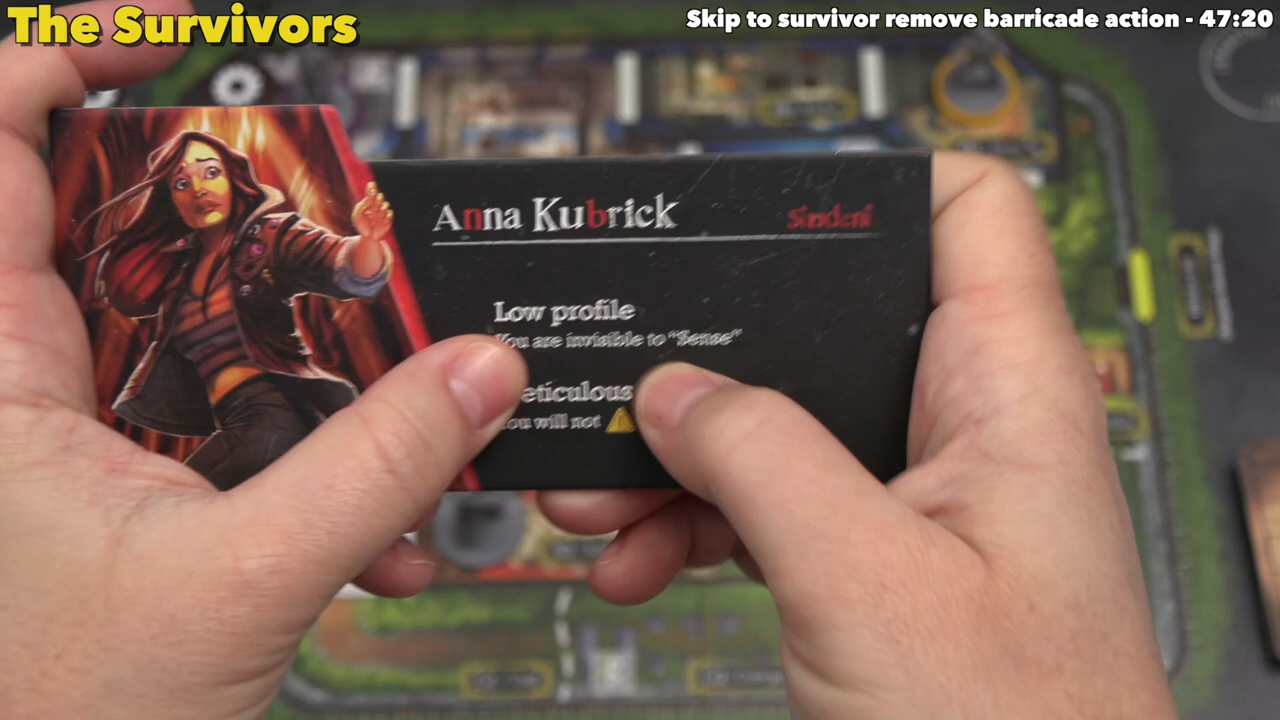 The Survivors
Skip to survivor remove barricade action - 47:20
Anna Kubrick
Student
Low profile
You are invisible to "Sense"
eticulous
You will not